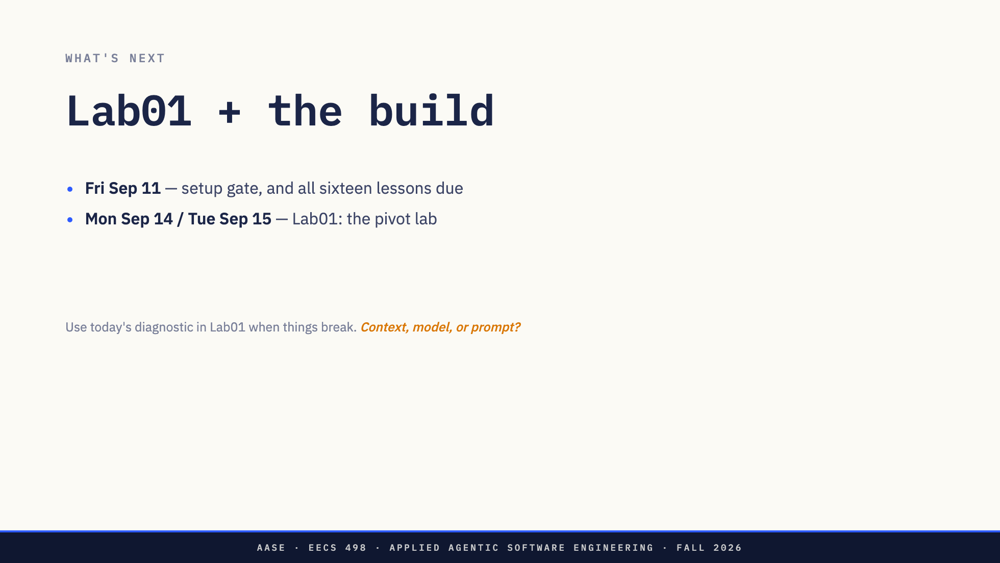 WHAT'S NEXT
Lab01 + the build
• Fri Sep 11 — setup gate, and all sixteen lessons due
• Mon Sep 14 / Tue Sep 15 — Lab01: the pivot lab
Use today's diagnostic in Lab01 when things break. Context, model, or prompt?
AASE · EECS 498 · APPLIED AGENTIC SOFTWARE ENGINEERING · FALL 2026